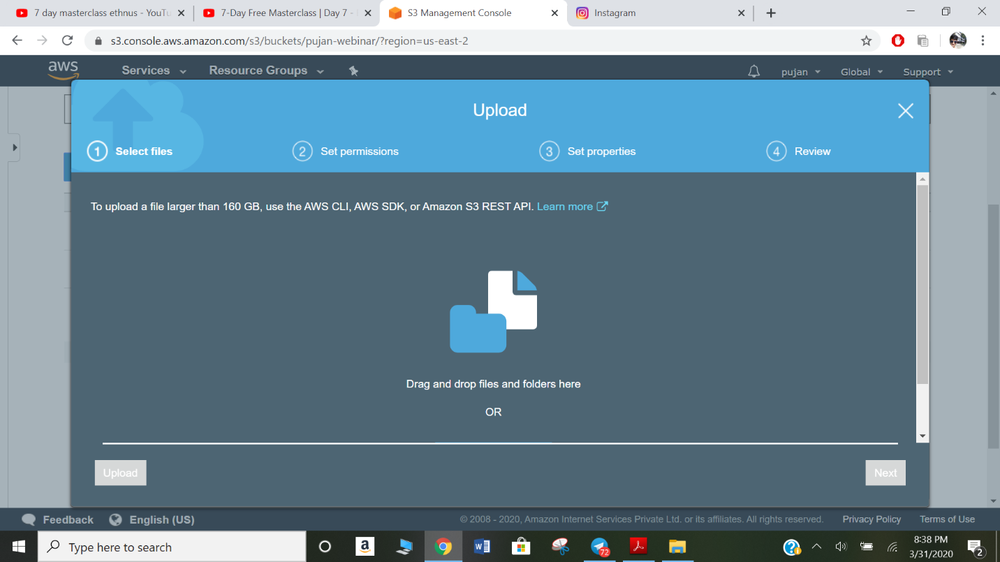 7 day masterclass ethnus - YouTu
7-Day Free Masterclass | Day 7 -
S3 Management Console
Instagram
s3.console.aws.amazon.com/s3/buckets/pujan-webinar/?region=us-east-2
aws
Services
Resource Groups
pujan
Global
Support
Upload
1 Select files
2 Set permissions
3 Set properties
4 Review
To upload a file larger than 160 GB, use the AWS CLI, AWS SDK, or Amazon S3 REST API. Learn more
Drag and drop files and folders here
OR
Upload
Next
Feedback
English (US)
© 2008 - 2020, Amazon Internet Services Private Ltd. or its affiliates. All rights reserved.
Privacy Policy
Terms of Use
Type here to search
a
W
72
?
8:38 PM
3/31/2020
2